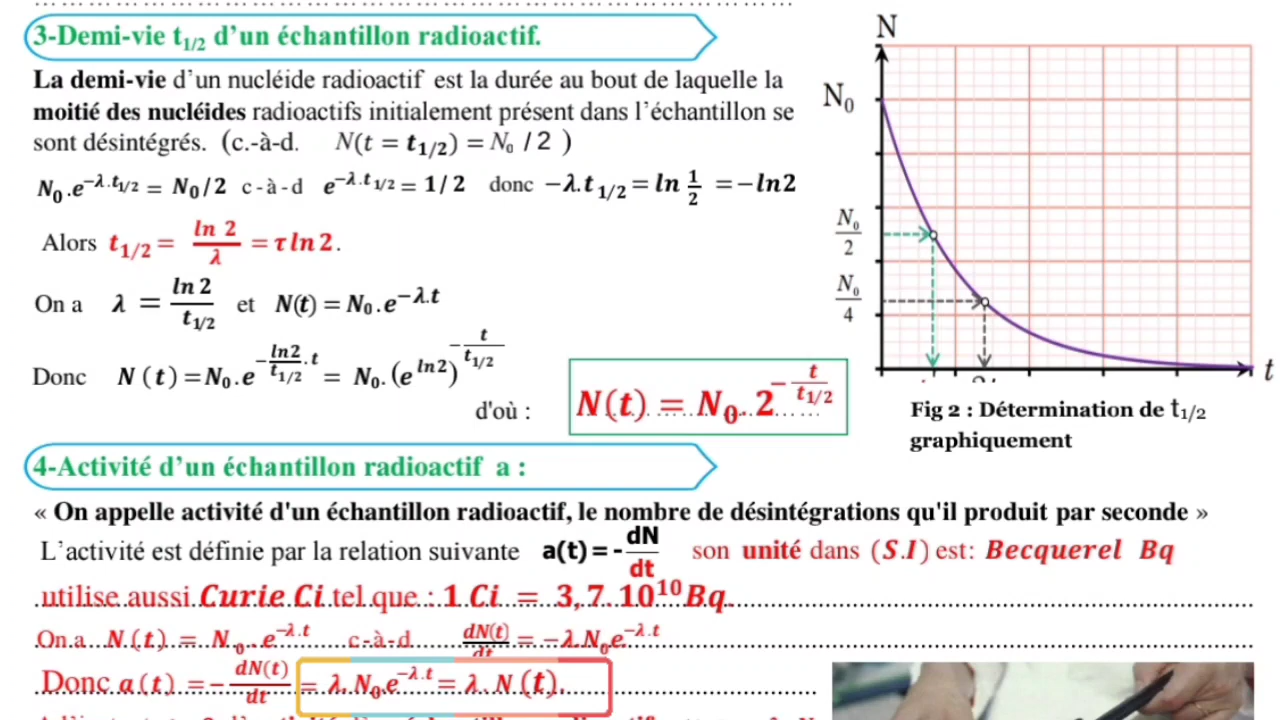 3-Demi-vie t1/2 d'un échantillon radioactif.
La demi-vie d'un nucléide radioactif est la durée au bout de laquelle la
moitié des nucléides radioactifs initialement présent dans l'échantillon se
sont désintégrés. (c.-à-d. N(t = t1/2) = N0 /2 )
N0.e^-λ.t1/2 = N0/2 c-à-d e^-λ.t1/2 = 1/2 donc -λ.t1/2 = ln 1/2 = -ln2
Alors t1/2 = ln 2/λ = τ ln 2.
On a λ = ln 2/t1/2 et N(t) = N0.e^-λ.t
Donc N (t) = N0.e^-ln2/t1/2.t = N0.(e^ln2)^-t/t1/2
d'où :
N(t) = N0. 2^-t/t1/2
N
N0
N0/2
N0/4
t
Fig 2 : Détermination de t1/2
graphiquement
4-Activité d'un échantillon radioactif a :
« On appelle activité d'un échantillon radioactif, le nombre de désintégrations qu'il produit par seconde »
L'activité est définie par la relation suivante a(t) = - dN/dt son unité dans (S.I) est: Becquerel Bq
utilise aussi Curie Ci tel que : 1 Ci = 3,7.10^10 Bq.
On a N (t) = N0.e^-λ.t c-à-d dN(t)/dt = -λ.N0e^-λ.t
Donc a(t) = - dN(t)/dt = λ.N0e^-λ.t = λ.N(t).